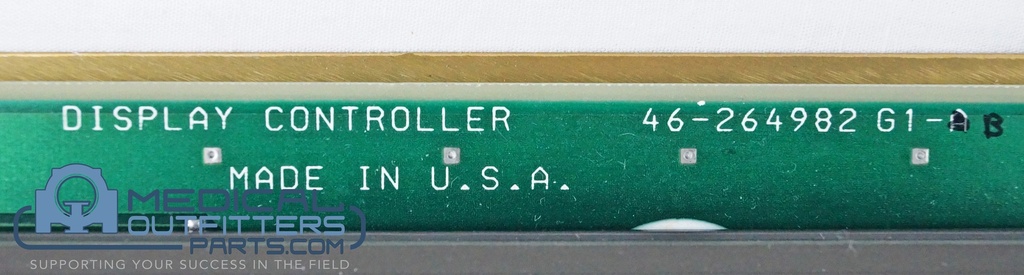 DISPLAY CONTROLLER 46-264982 G1-A B
MADE IN U.S.A.
MEDICAL
OUTFITTERS
PARTS.COM
SUPPORTING YOUR SUCCESS IN THE FIELD